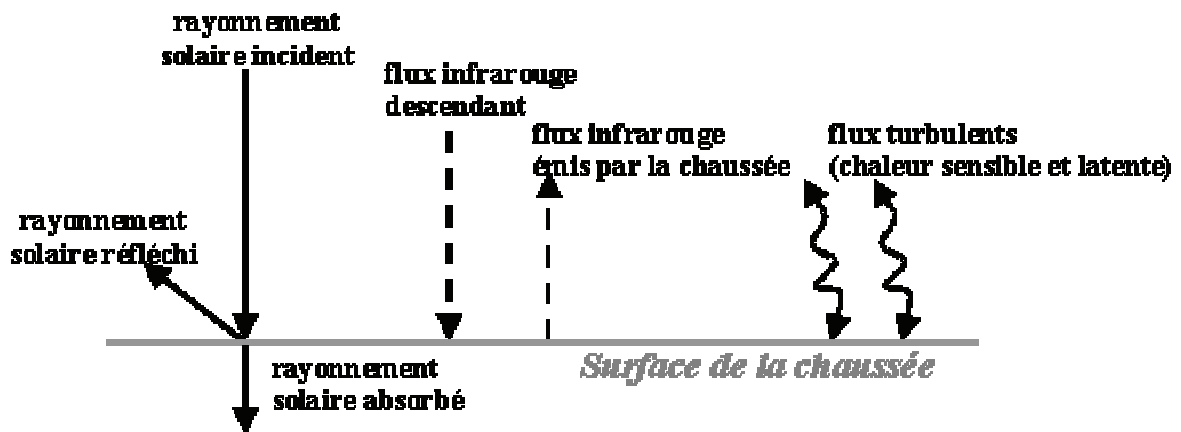 rayonnement
solaire incident
flux infrarouge
descendant
flux infrarouge
émis par la chaussée
flux turbulents
(chaleur sensible et latente)
rayonnement
solaire réfléchi
rayonnement
solaire absorbé
Surface de la chaussée